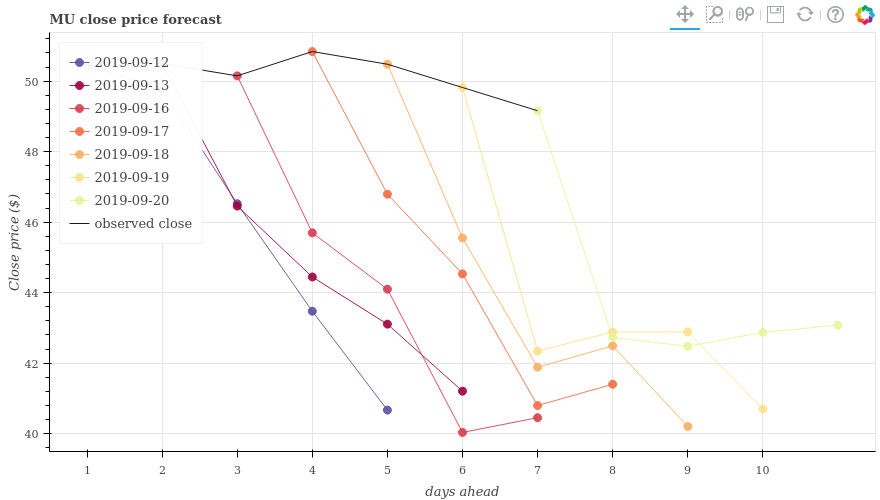 MU close price forecast
2019-09-12
2019-09-13
2019-09-16
2019-09-17
2019-09-18
2019-09-19
2019-09-20
observed close
Close price ($)
50
48
46
44
42
40
1 2 3 4 5 6 7 8 9 10
days ahead